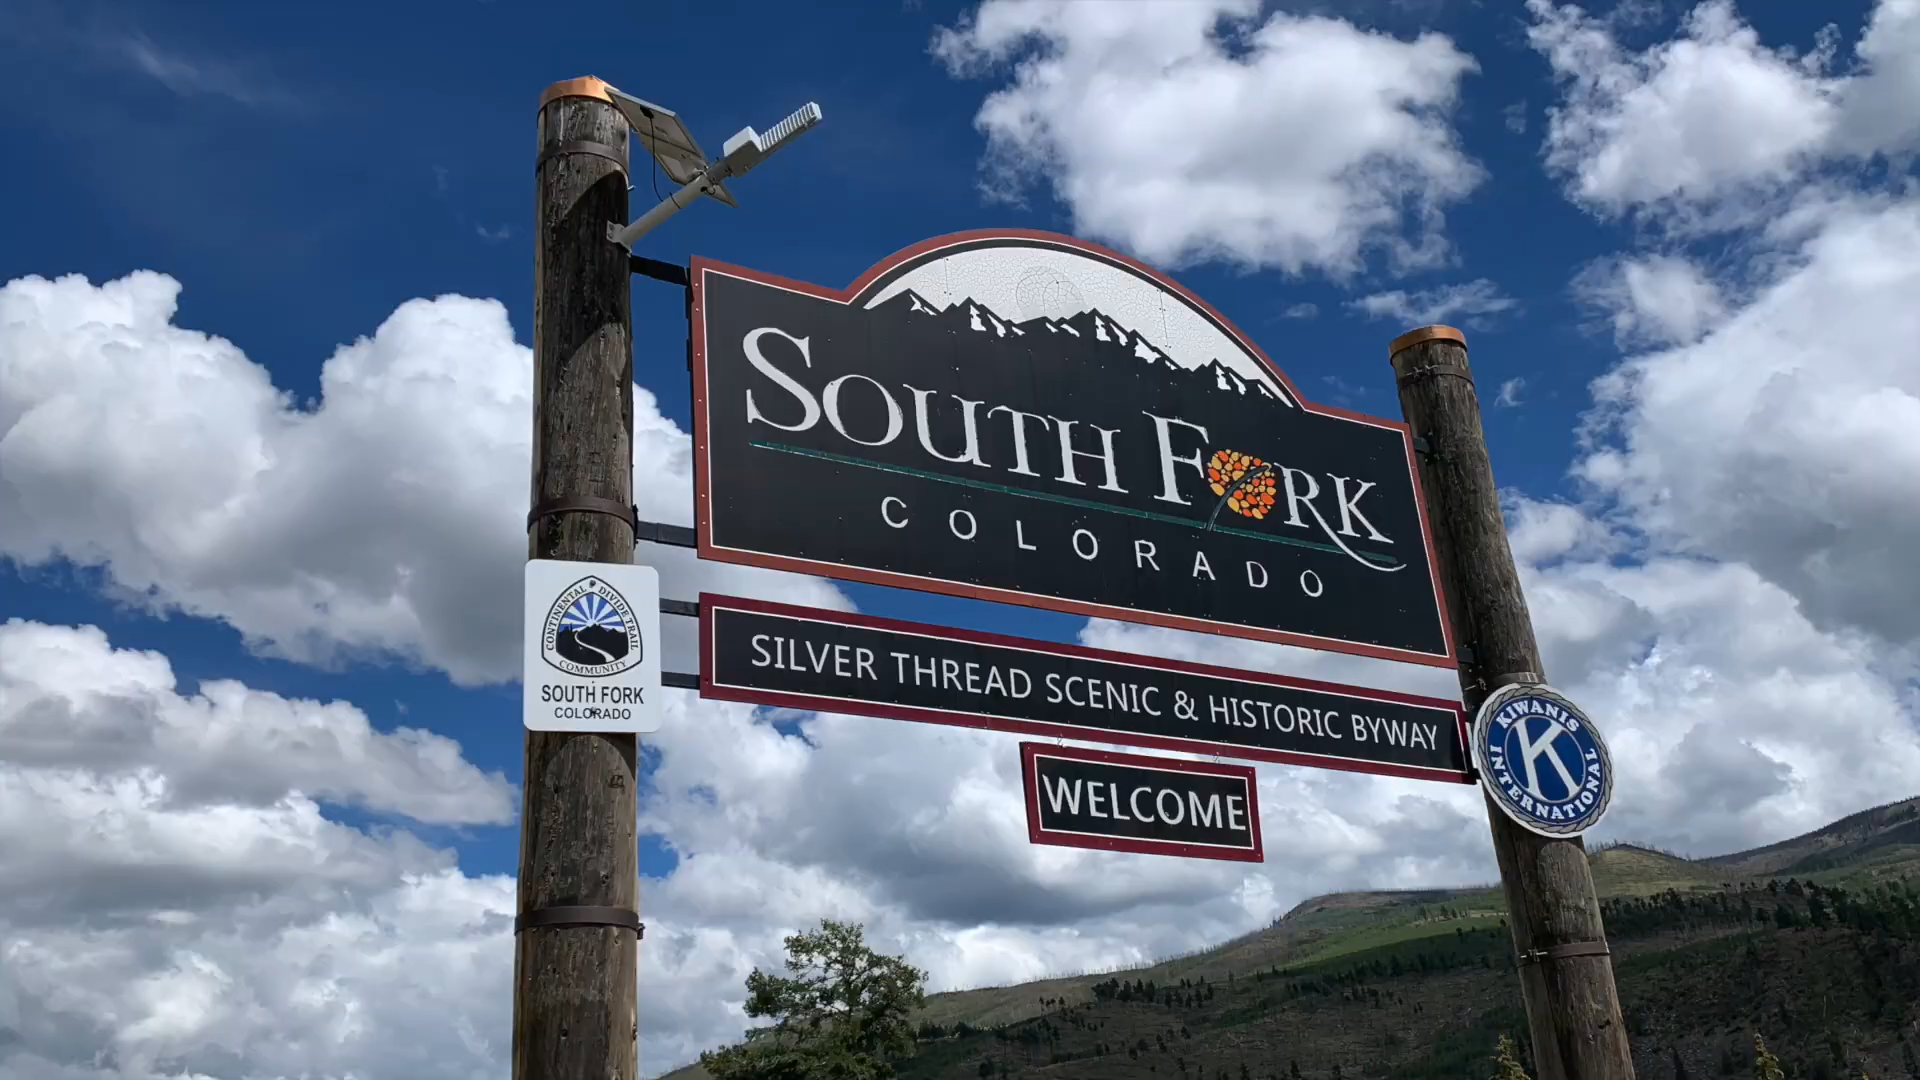 SOUTH FORK
COLORADO
SILVER THREAD SCENIC & HISTORIC BYWAY
WELCOME
CONTINENTAL DIVIDE TRAIL
COMMUNITY
SOUTH FORK
COLORADO
KIWANIS
K
INTERNATIONAL